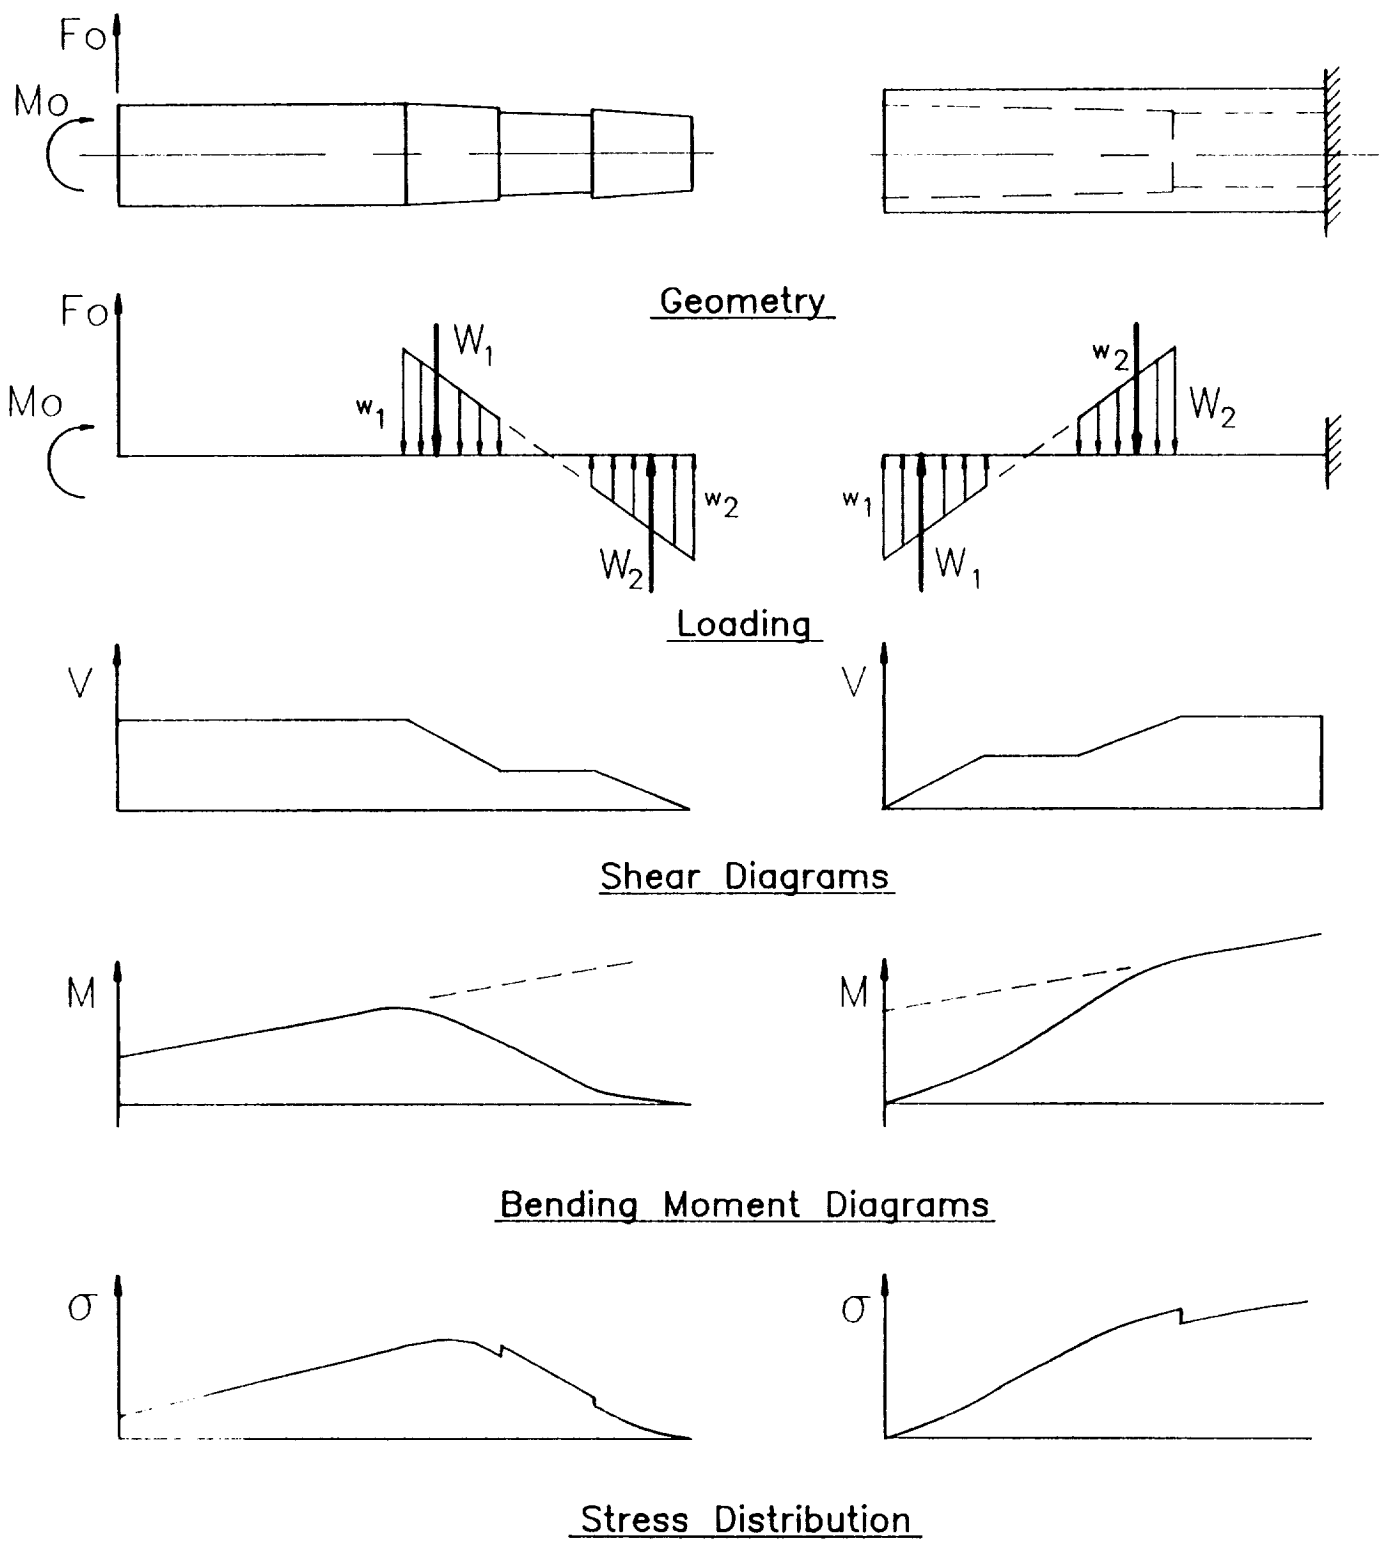 Fo
Mo
Geometry
Fo
Mo
W1
w1
w2
W2
w2
W2
w1
W1
Loading
V
V
Shear Diagrams
M
M
Bending Moment Diagrams
σ
σ
Stress Distribution